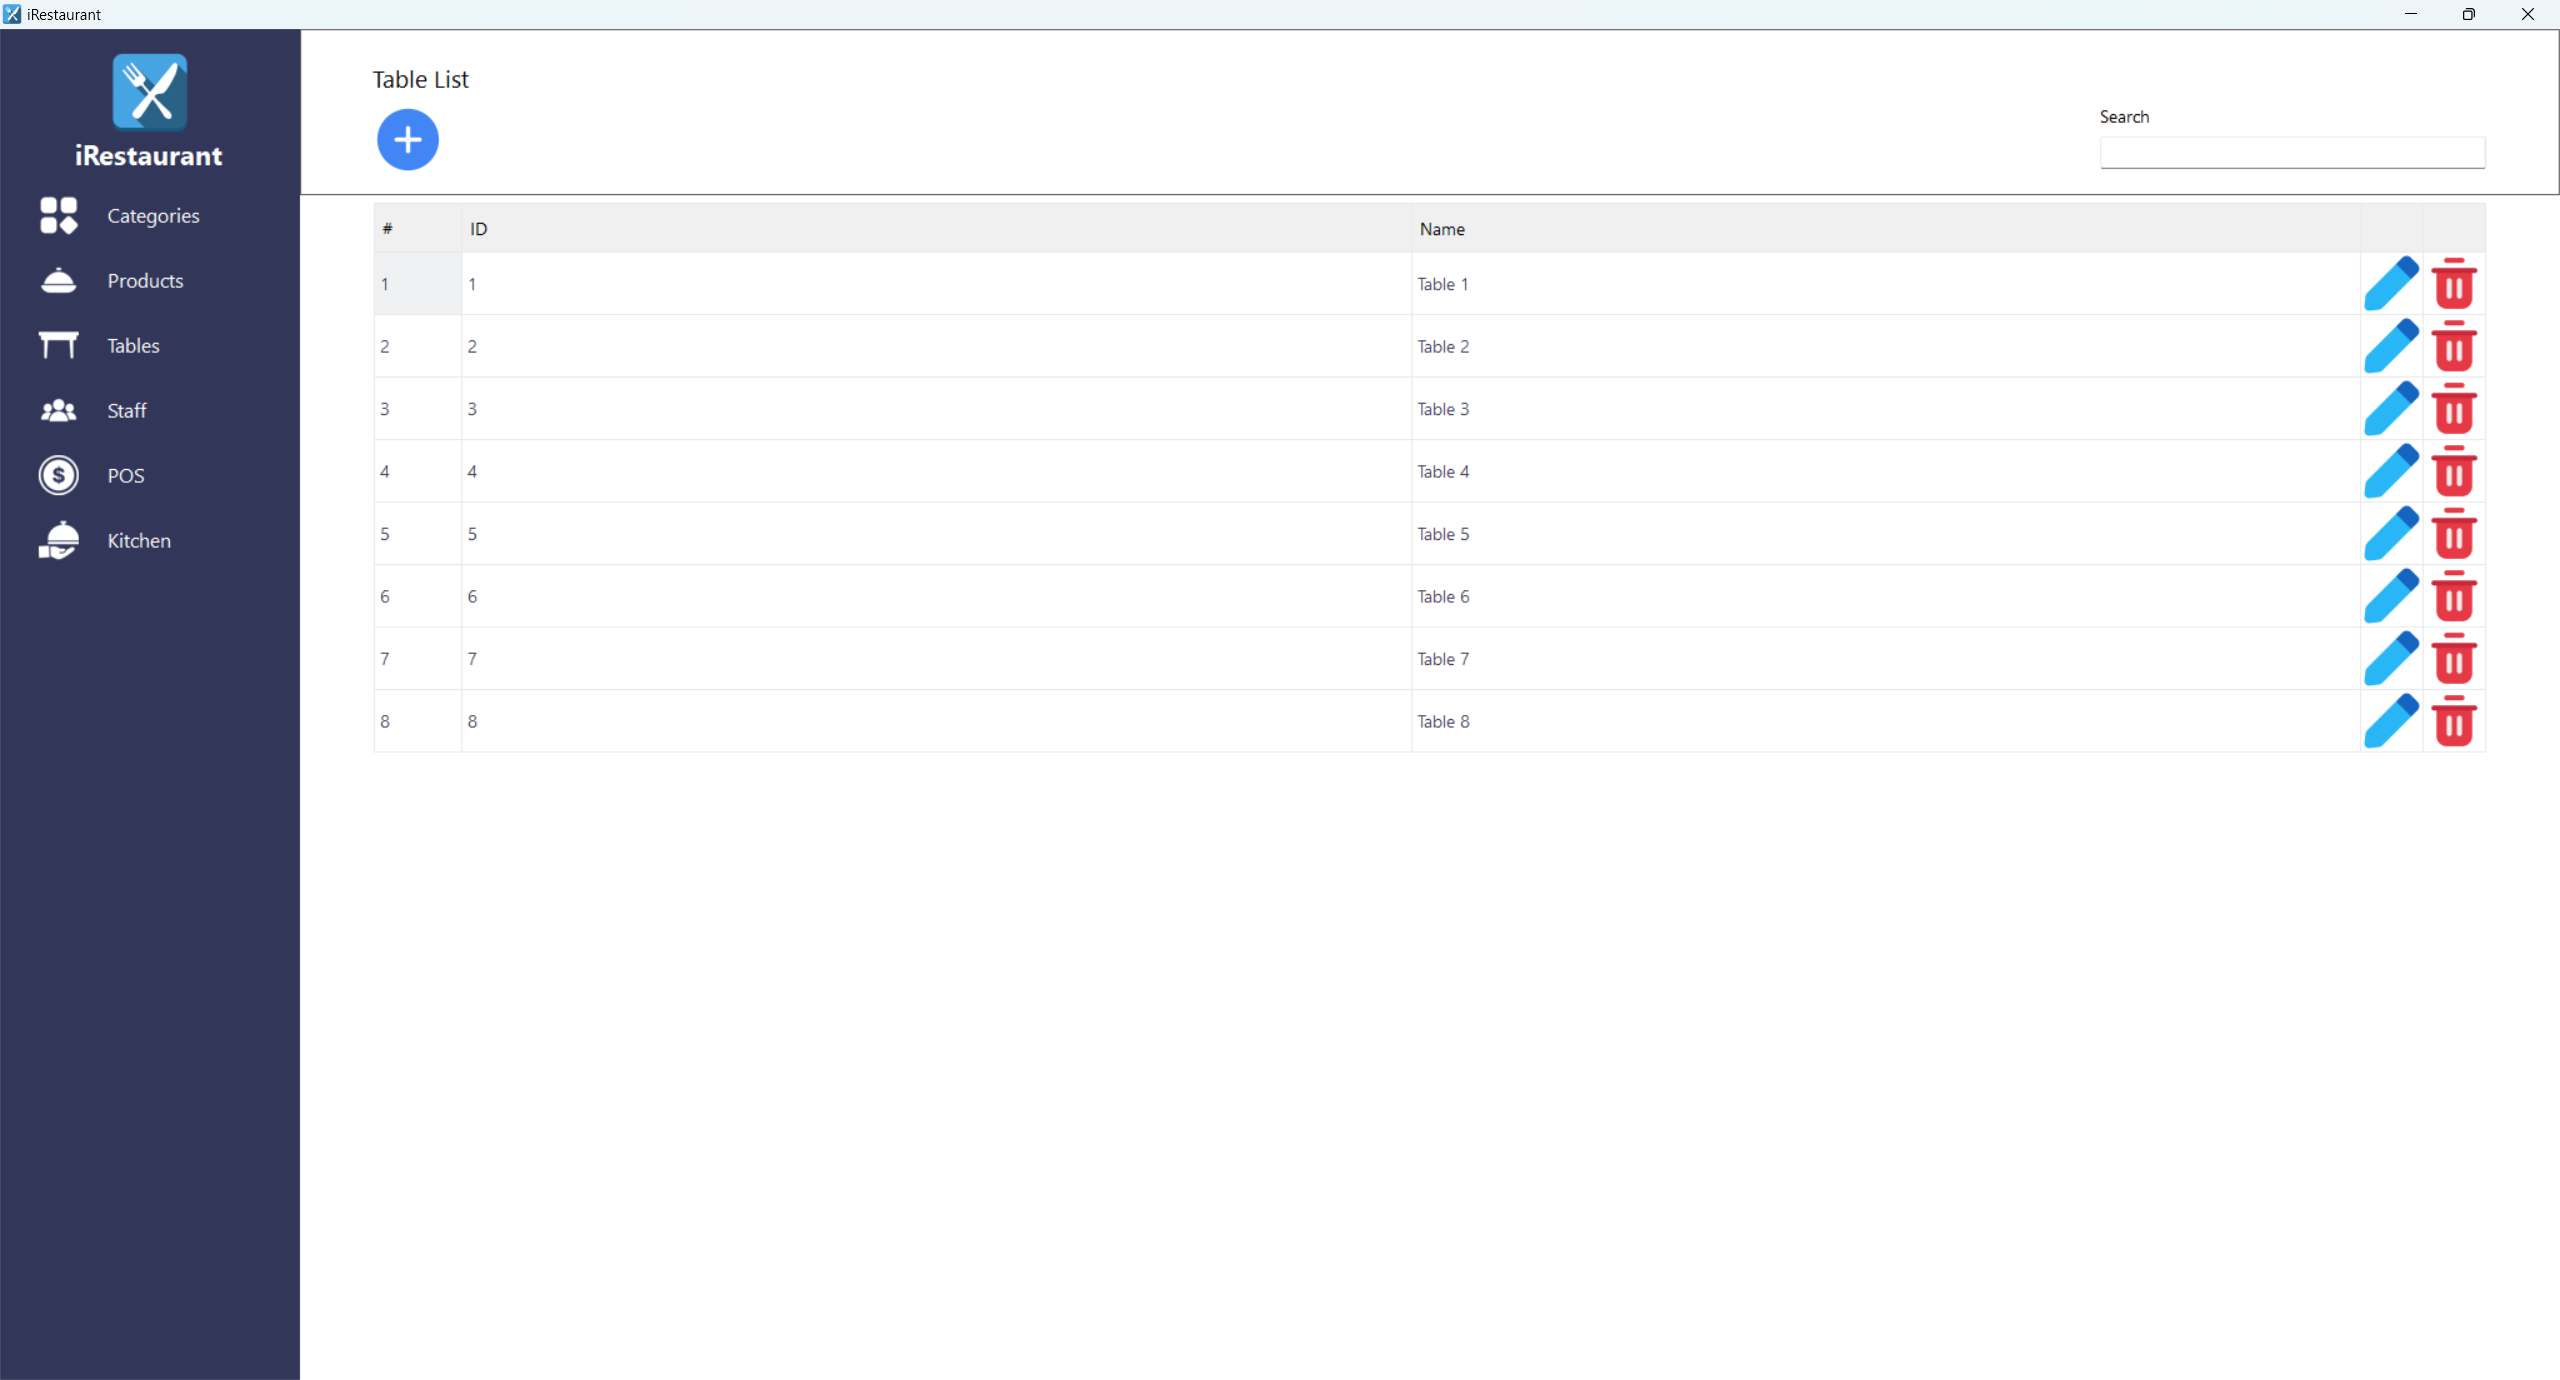 iRestaurant
iRestaurant
Categories
Products
Tables
Staff
$ POS
Kitchen
Table List
Search
# ID Name
1 1 Table 1
2 2 Table 2
3 3 Table 3
4 4 Table 4
5 5 Table 5
6 6 Table 6
7 7 Table 7
8 8 Table 8